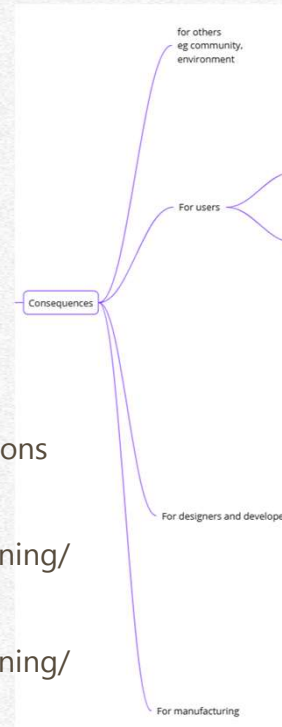 for others
eg community,
environment
For users
Consequences
For designers and develope
For manufacturing
ons
ning/
ning/